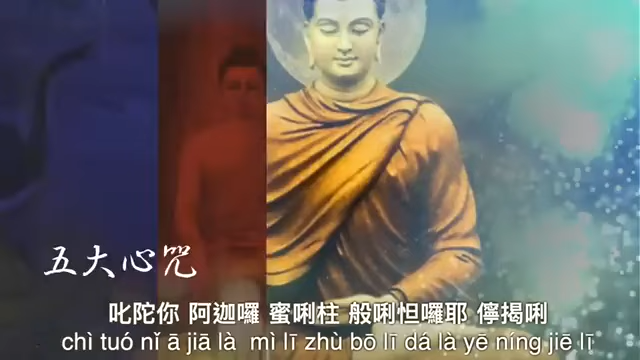 五大心咒
叱陀你 阿迦囉 蜜唎柱 般唎怛囉耶 儜揭唎
chì tuó nǐ ā jiā là mì lī zhù bō lī dá là yē níng jiē lī